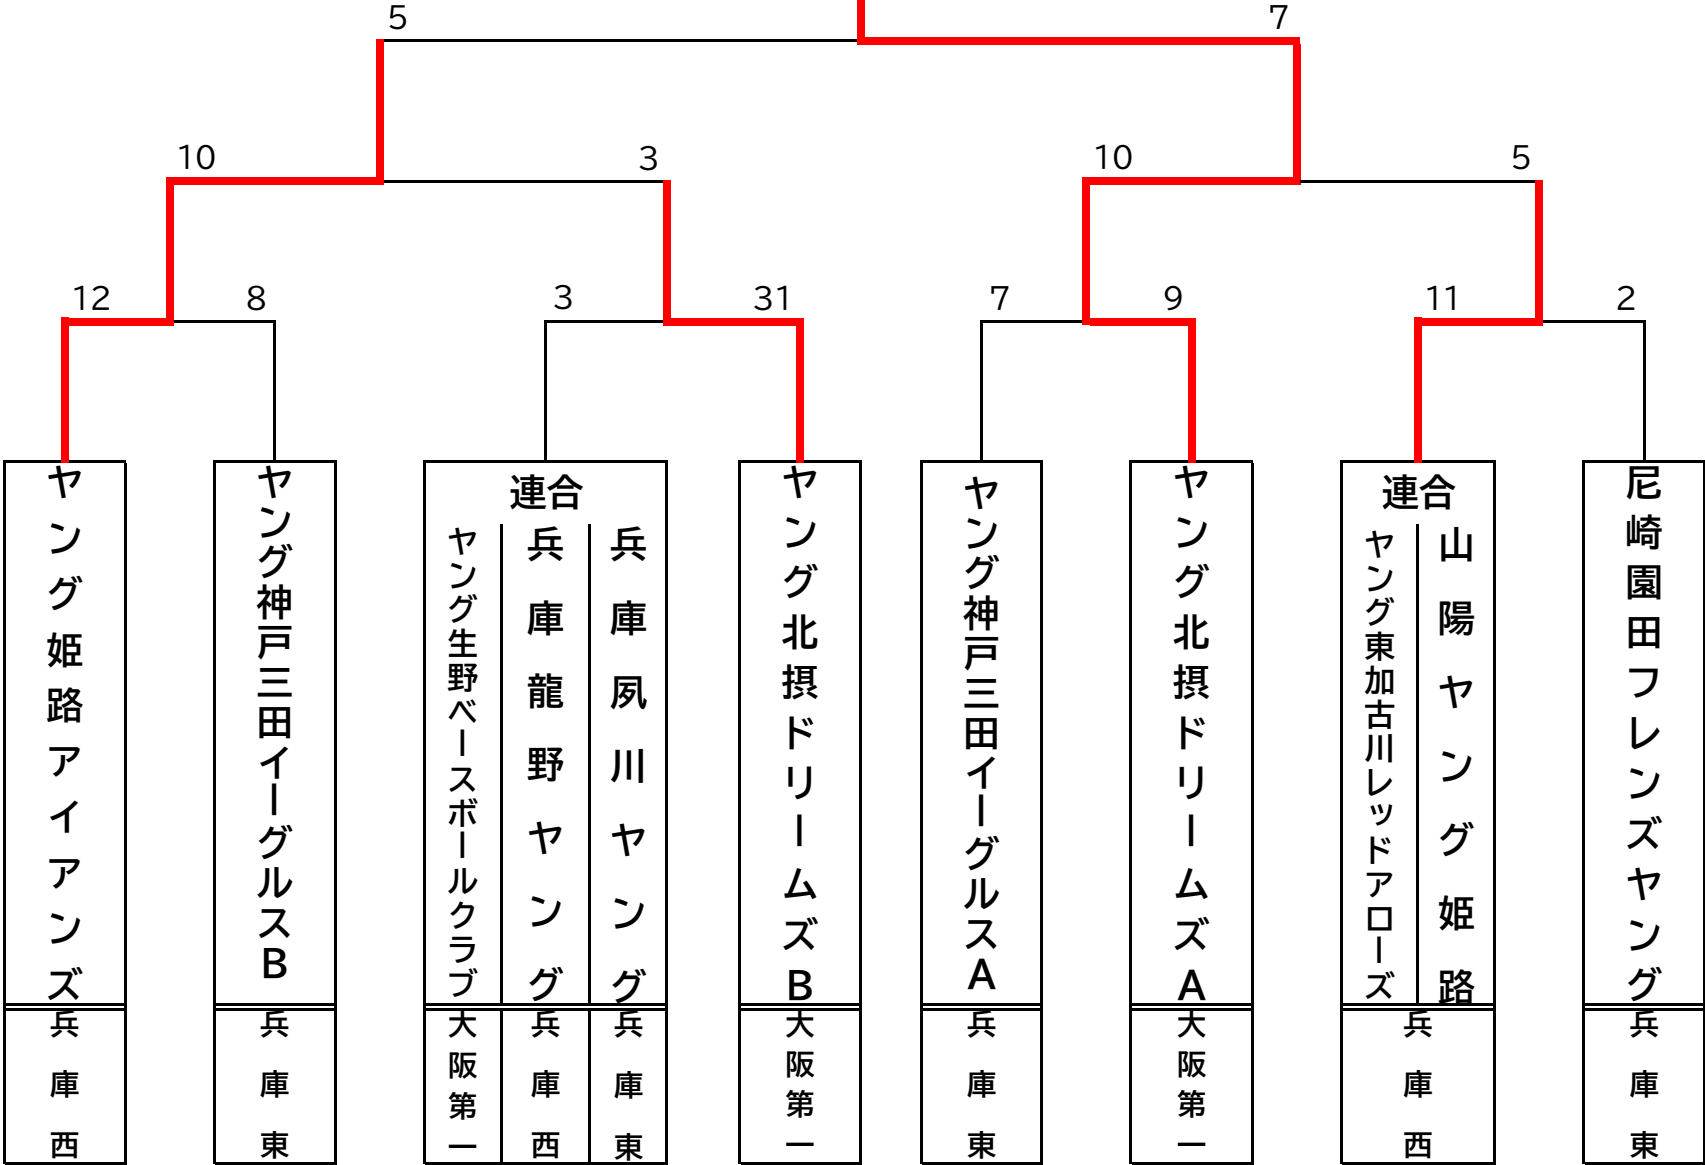 5 7
10 3 10 5
12 8 3 31 7 9 11 2
ヤング姫路アイアンズ
兵庫西
ヤング神戸三田イーグルスB
兵庫東
連合
ヤング生野ベースボールクラブ
大阪第一
兵庫龍野ヤング
兵庫西
兵庫夙川ヤング
兵庫東
ヤング北摂ドリームズB
大阪第一
ヤング神戸三田イーグルスA
兵庫東
ヤング北摂ドリームズA
大阪第一
連合
ヤング東加古川レッドアローズ
山陽ヤング姫路
兵庫西
尼崎園田フレンズヤング
兵庫東